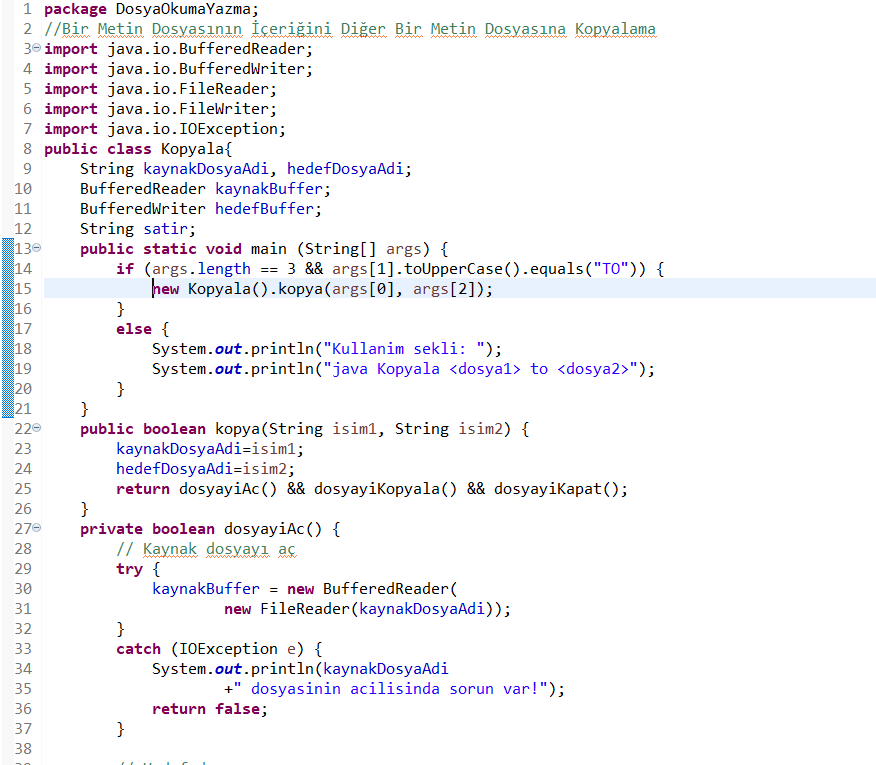 1 package DosyaOkumaYazma;
2 //Bir Metin Dosyasının İçeriğini Diğer Bir Metin Dosyasına Kopyalama
3 import java.io.BufferedReader;
4 import java.io.BufferedWriter;
5 import java.io.FileReader;
6 import java.io.FileWriter;
7 import java.io.IOException;
8 public class Kopyala{
9 String kaynakDosyaAdi, hedefDosyaAdi;
10 BufferedReader kaynakBuffer;
11 BufferedWriter hedefBuffer;
12 String satir;
13 public static void main (String[] args) {
14 if (args.length == 3 && args[1].toUpperCase().equals("TO")) {
15 new Kopyala().kopya(args[0], args[2]);
16 }
17 else {
18 System.out.println("Kullanim sekli: ");
19 System.out.println("java Kopyala <dosya1> to <dosya2>");
20 }
21 }
22 public boolean kopya(String isim1, String isim2) {
23 kaynakDosyaAdi=isim1;
24 hedefDosyaAdi=isim2;
25 return dosyayiAc() && dosyayiKopyala() && dosyayiKapat();
26 }
27 private boolean dosyayiAc() {
28 // Kaynak dosyayı aç
29 try {
30 kaynakBuffer = new BufferedReader(
31 new FileReader(kaynakDosyaAdi));
32 }
33 catch (IOException e) {
34 System.out.println(kaynakDosyaAdi
35 +" dosyasinin acilisinda sorun var!");
36 return false;
37 }
38